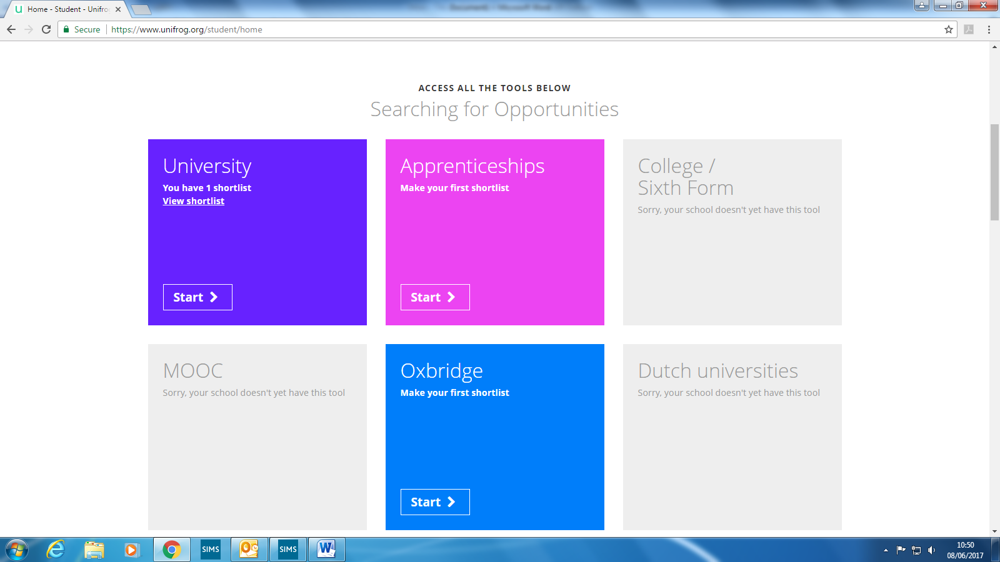 Home - Student - Unifro
Secure
https://www.unifrog.org/student/home
ACCESS ALL THE TOOLS BELOW
Searching for Opportunities
University
You have 1 shortlist
View shortlist
Start
Apprenticeships
Make your first shortlist
Start
College /
Sixth Form
Sorry, your school doesn't yet have this tool
MOOC
Sorry, your school doesn't yet have this tool
Oxbridge
Make your first shortlist
Start
Dutch universities
Sorry, your school doesn't yet have this tool
SIMS
SIMS
10:50
08/06/2017